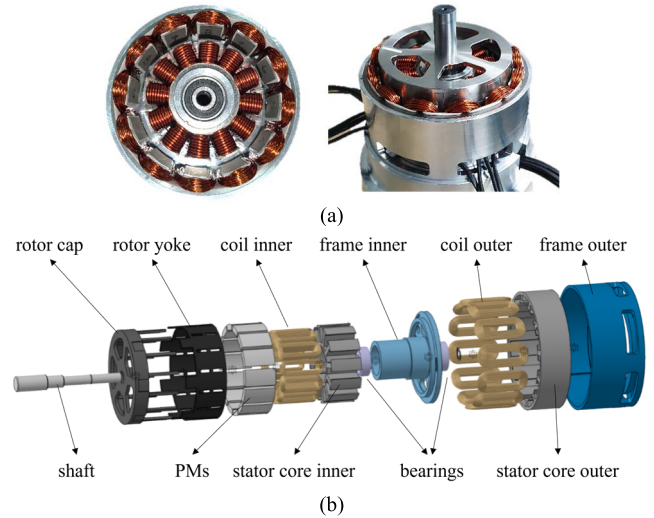 (a)
rotor cap rotor yoke coil inner frame inner coil outer frame outer
shaft PMs stator core inner bearings stator core outer
(b)